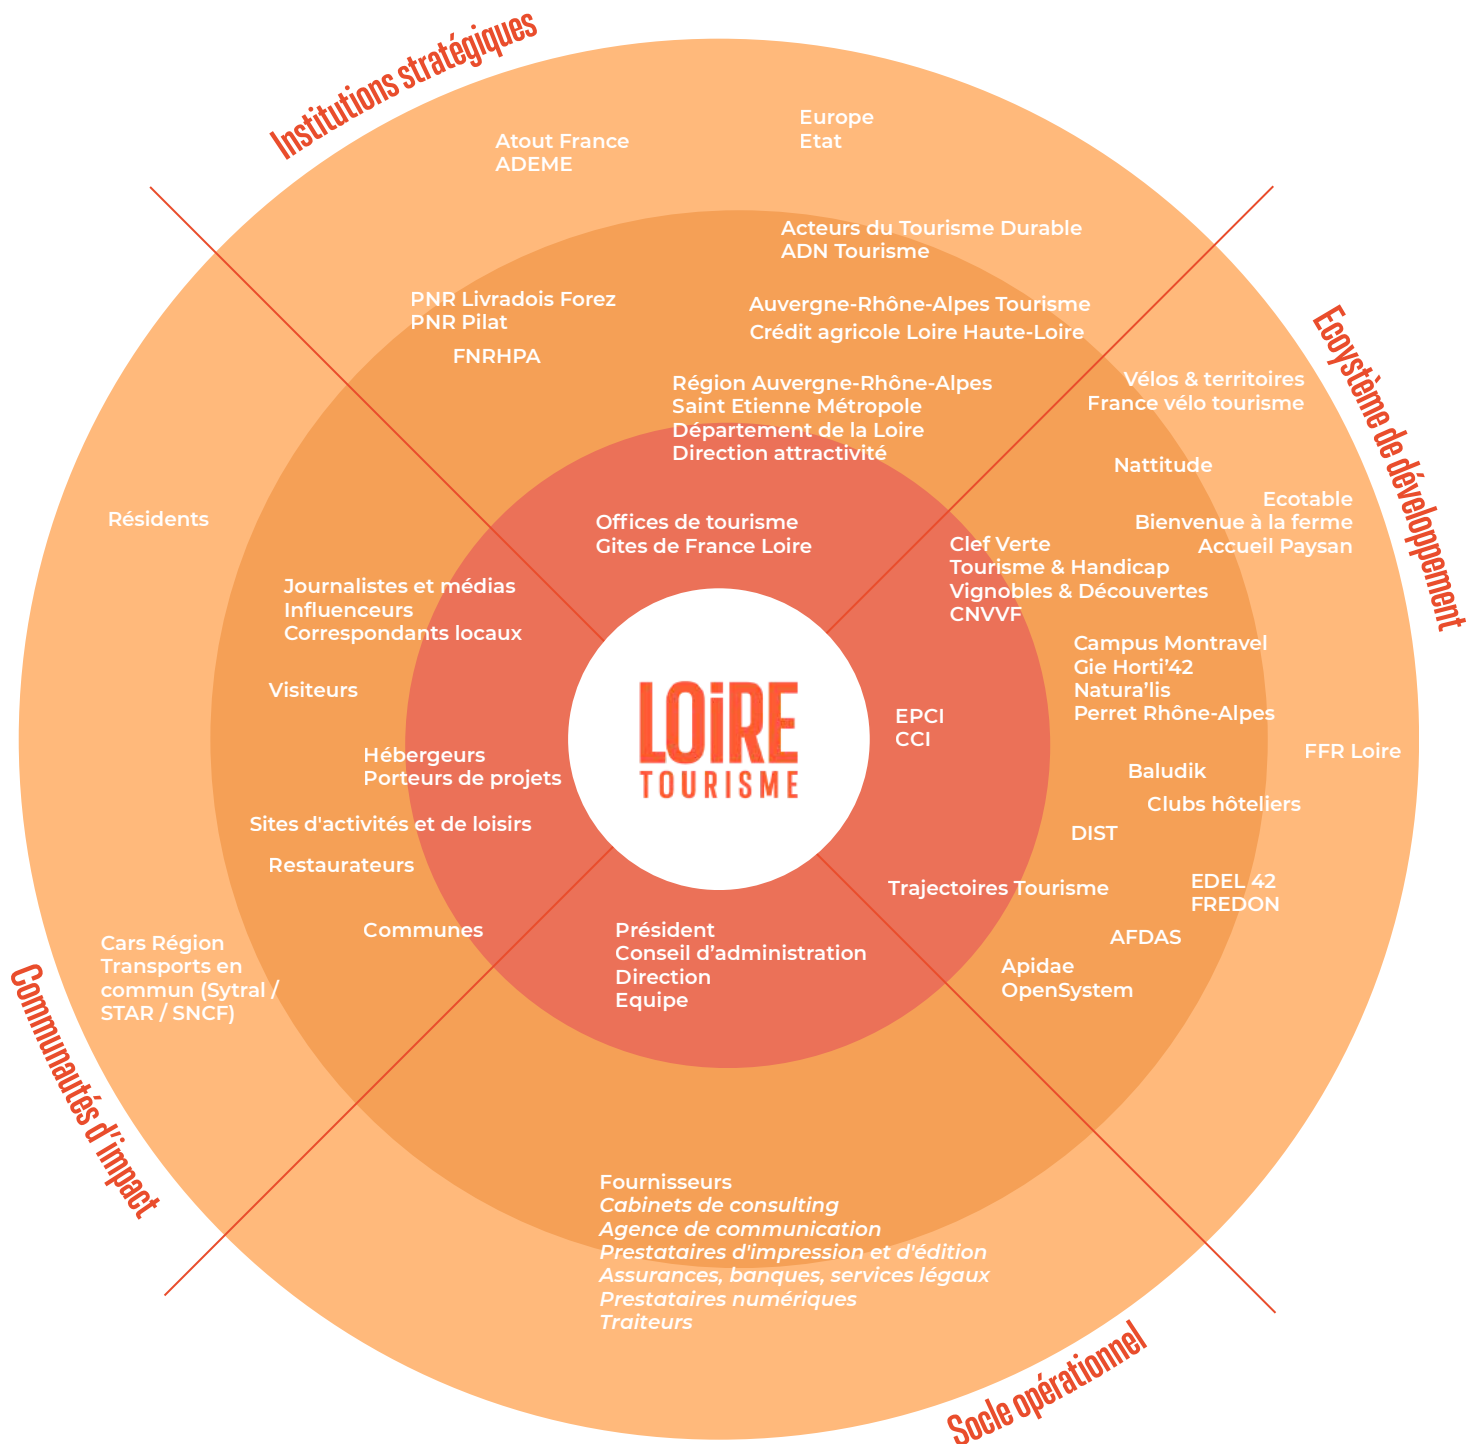 Institutions stratégiques
Atout France
ADEME
Europe
Etat
Acteurs du Tourisme Durable
ADN Tourisme
PNR Livradois Forez
PNR Pilat
FNRHPA
Auvergne-Rhône-Alpes Tourisme
Crédit agricole Loire Haute-Loire
Région Auvergne-Rhône-Alpes
Saint Etienne Métropole
Département de la Loire
Direction attractivité
Offices de tourisme
Gites de France Loire
Ecoystème de développement
Vélos & territoires
France vélo tourisme
Nattitude
Ecotable
Bienvenue à la ferme
Accueil Paysan
Clef Verte
Tourisme & Handicap
Vignobles & Découvertes
CNVVF
Campus Montravel
Gie Horti’42
Natura’lis
Perret Rhône-Alpes
EPCI
CCI
FFR Loire
Baludik
Clubs hôteliers
DIST
Trajectoires Tourisme
EDEL 42
FREDON
AFDAS
Apidae
OpenSystem
LOiRE
TOURISME
Résidents
Journalistes et médias
Influenceurs
Correspondants locaux
Visiteurs
Hébergeurs
Porteurs de projets
Sites d'activités et de loisirs
Restaurateurs
Communes
Cars Région
Transports en
commun (Sytral /
STAR / SNCF)
Communautés d'impact
Président
Conseil d’administration
Direction
Equipe
Fournisseurs
Cabinets de consulting
Agence de communication
Prestataires d'impression et d'édition
Assurances, banques, services légaux
Prestataires numériques
Traiteurs
Socle opérationnel